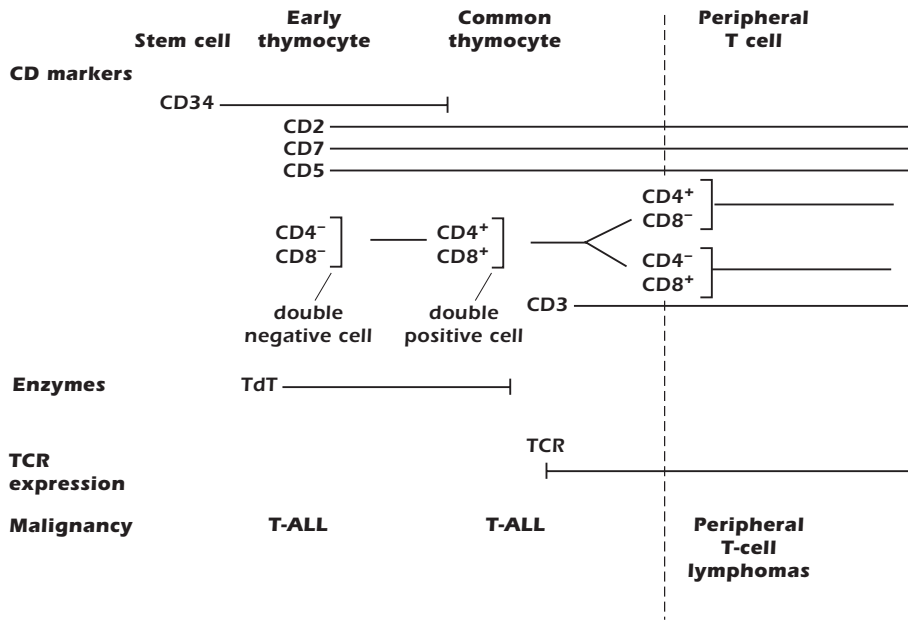 Stem cell
Early
thymocyte
Common
thymocyte
Peripheral
T cell
CD markers
CD34
CD2
CD7
CD5
CD4⁻
CD8⁻
double
negative cell
CD4⁺
CD8⁺
double
positive cell
CD4⁺
CD8⁻
CD4⁻
CD8⁺
CD3
Enzymes
TdT
TCR
expression
TCR
Malignancy
T-ALL
T-ALL
Peripheral
T-cell
lymphomas